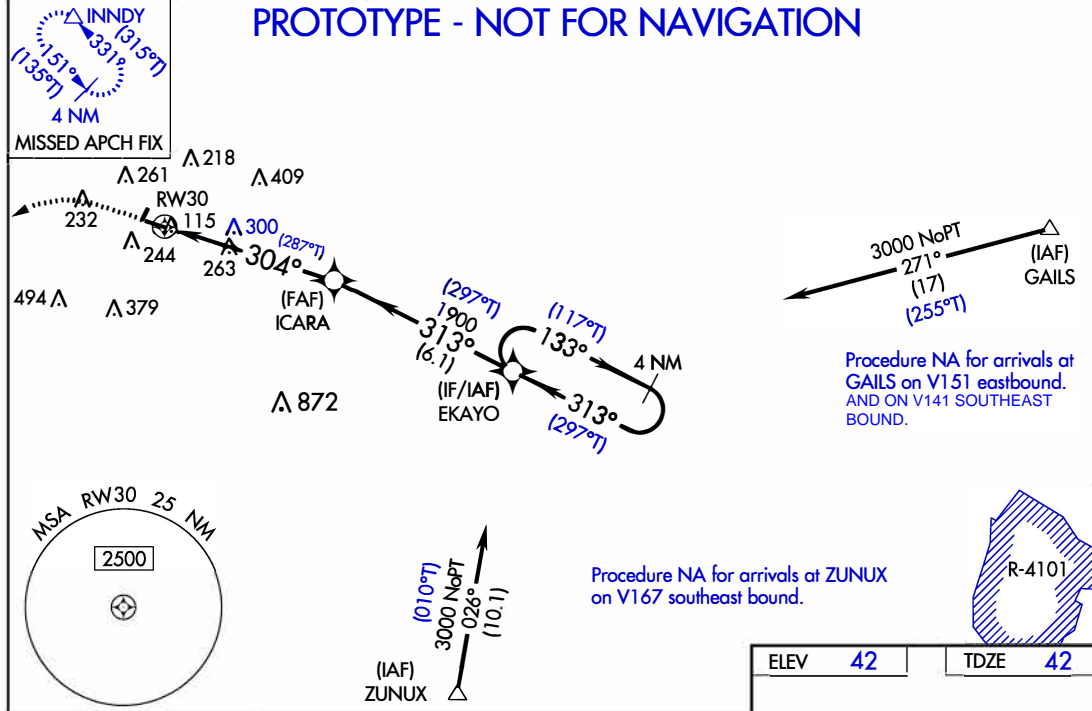 PROTOTYPE - NOT FOR NAVIGATION
INNDY
(315°T)
331°
151°
(135°T)
4 NM
MISSED APCH FIX
218
261
409
RW30
232
115
300
(287°T)
244
263
304°
(FAF)
ICARA
494
379
(297°T)
1900
313°
(6.1)
(117°T)
133°
4 NM
(IF/IAF)
EKAYO
313°
(297°T)
872
3000 NoPT
271°
(17)
(255°T)
(IAF)
GAILS
Procedure NA for arrivals at
GAILS on V151 eastbound.
AND ON V141 SOUTHEAST
BOUND.
MSA RW30 25 NM
2500
(010°T)
3000 NoPT
026°
(10.1)
(IAF)
ZUNUX
Procedure NA for arrivals at ZUNUX
on V167 southeast bound.
R-4101
ELEV 42
TDZE 42